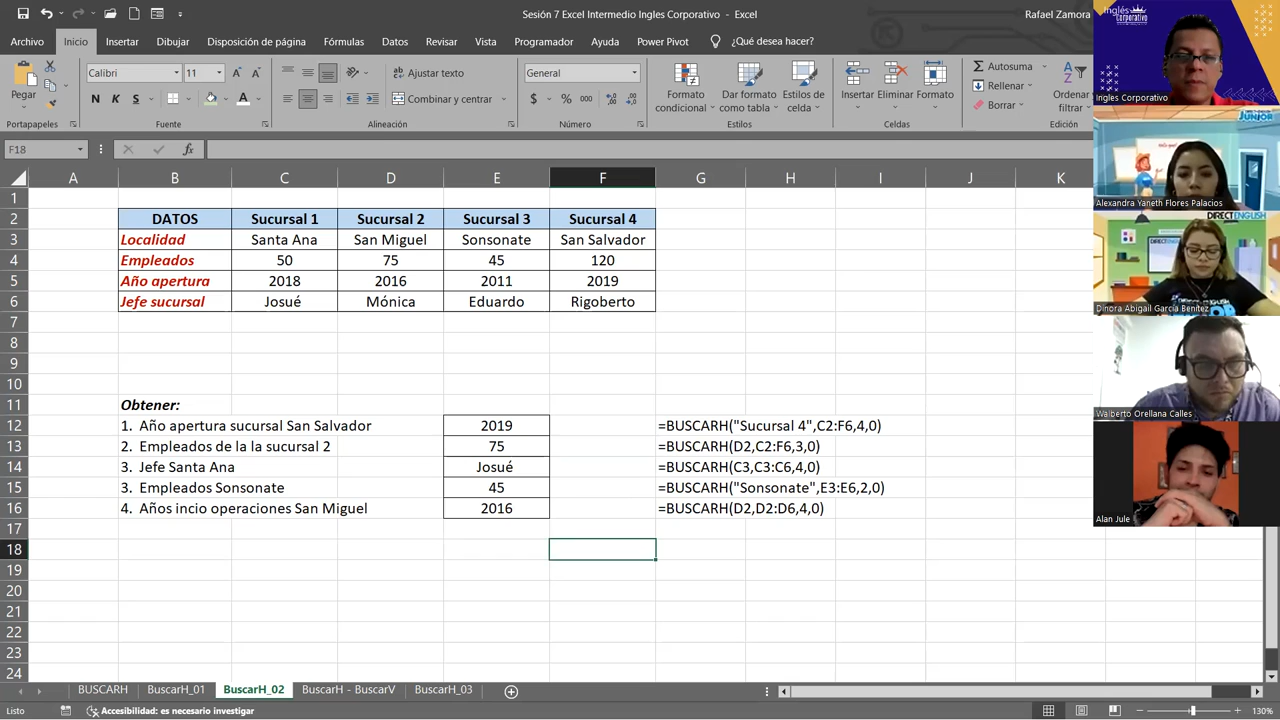 Sesión 7 Excel Intermedio Ingles Corporativo - Excel
Rafael Zamora
Archivo Inicio Insertar Dibujar Disposición de página Fórmulas Datos Revisar Vista Programador Ayuda Power Pivot ¿Qué desea hacer?
Pegar
Calibri 11
N K S
Ajustar texto
Combinar y centrar
General
$ % 000
Formato condicional
Dar formato como tabla
Estilos de celda
Insertar Eliminar Formato
Autosuma
Rellenar
Borrar
Ordenar filtrar
Portapapeles Fuente Alineación Número Estilos Celdas Edición
F18
fx
A B C D E F G H I J K
1
2 DATOS Sucursal 1 Sucursal 2 Sucursal 3 Sucursal 4
3 Localidad Santa Ana San Miguel Sonsonate San Salvador
4 Empleados 50 75 45 120
5 Año apertura 2018 2016 2011 2019
6 Jefe sucursal Josué Mónica Eduardo Rigoberto
7
8
9
10
11 Obtener:
12 1. Año apertura sucursal San Salvador 2019 =BUSCARH("Sucursal 4",C2:F6,4,0)
13 2. Empleados de la la sucursal 2 75 =BUSCARH(D2,C2:F6,3,0)
14 3. Jefe Santa Ana Josué =BUSCARH(C3,C3:C6,4,0)
15 3. Empleados Sonsonate 45 =BUSCARH("Sonsonate",E3:E6,2,0)
16 4. Años incio operaciones San Miguel 2016 =BUSCARH(D2,D2:D6,4,0)
17
18
19
20
21
22
23
24
BUSCARH BuscarH_01 BuscarH_02 BuscarH - BuscarV BuscarH_03
Listo
Accesibilidad: es necesario investigar
130%
Inglés Corporativo
Ingles Corporativo
JUNIOR
Alexandra Yaneth Flores Palacios
DIRECT ENGLISH
Dinora Abigail García Benítez
Walberto Orellana Calles
Alan Jule